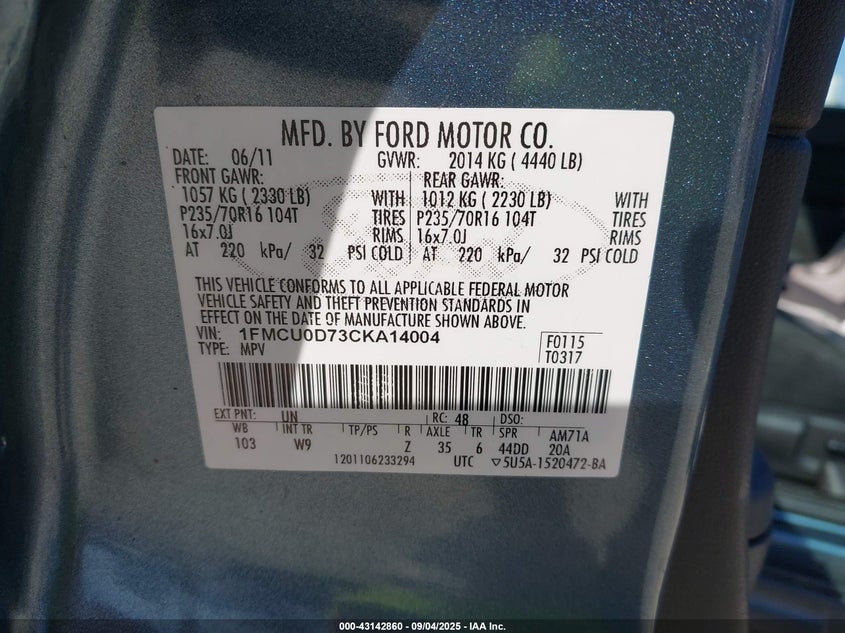 MFD. BY FORD MOTOR CO.
DATE: 06/11 GVWR: 2014 KG ( 4440 LB)
FRONT GAWR: REAR GAWR:
1057 KG ( 2330 LB) WITH 1012 KG ( 2230 LB) WITH
P235/70R16 104T TIRES P235/70R16 104T TIRES
16x7.0J RIMS 16x7.0J RIMS
AT 220 kPa/ 32 PSI COLD AT 220 kPa/ 32 PSI COLD
THIS VEHICLE CONFORMS TO ALL APPLICABLE FEDERAL MOTOR
VEHICLE SAFETY AND THEFT PREVENTION STANDARDS IN
EFFECT ON THE DATE OF MANUFACTURE SHOWN ABOVE.
VIN: 1FMCU0D73CKA14004 F0115
TYPE: MPV T0317
EXT PNT: UN RC: 48 DSO:
WB INT TR TP/PS R AXLE TR SPR AM71A
103 W9 Z 35 6 44DD 20A
1201106233294 UTC ▽5U5A-1520472-BA
000-43142860 - 09/04/2025 - IAA Inc.